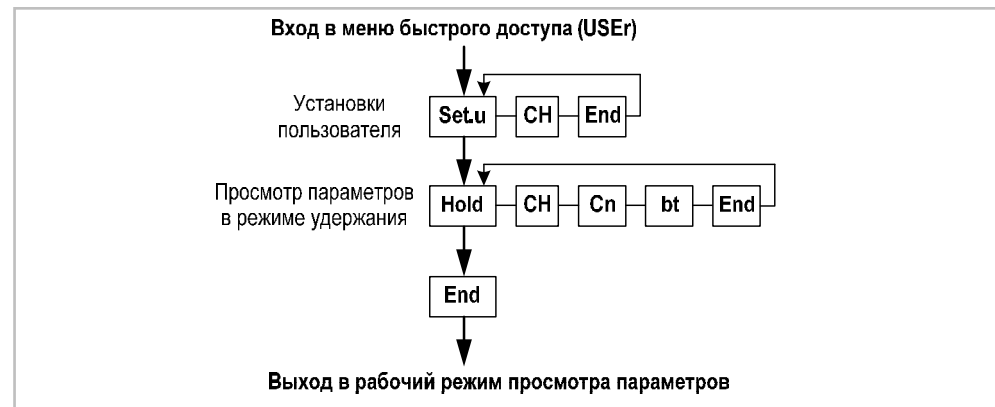 Вход в меню быстрого доступа (USEr)
Установки
пользователя
Set.u CH End
Просмотр параметров
в режиме удержания
Hold CH Cn bt End
End
Выход в рабочий режим просмотра параметров